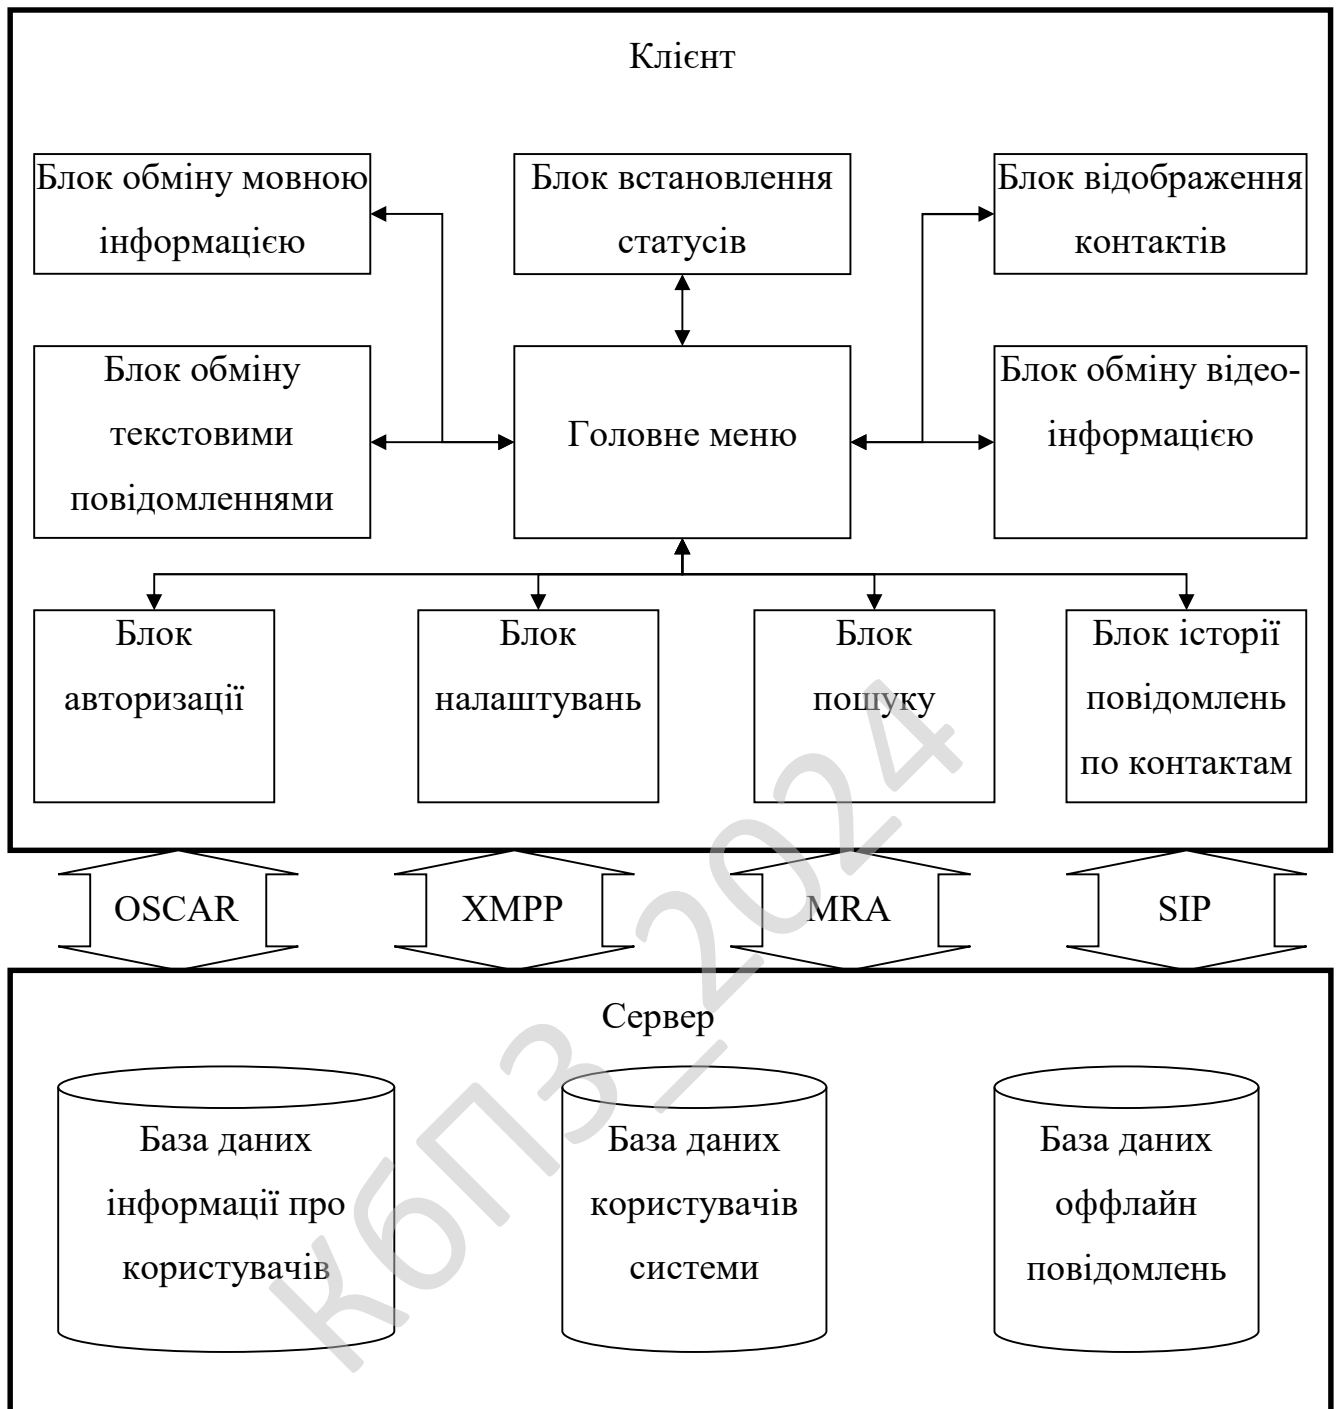 Клієнт
Блок обміну мовною
інформацією
Блок встановлення
статусів
Блок відображення
контактів
Блок обміну
текстовими
повідомленнями
Головне меню
Блок обміну відео-
інформацією
Блок
авторизації
Блок
налаштувань
Блок
пошуку
Блок історії
повідомлень
по контактам
OSCAR
XMPP
MRA
SIP
Сервер
База даних
інформації про
користувачів
База даних
користувачів
системи
База даних
оффлайн
повідомлень
КбПЗ_2024